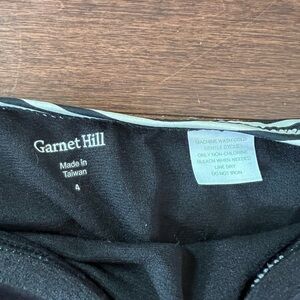 Garnet Hill
Made in
Taiwan
4
MACHINE WASH COLD
GENTLE CYCLE
ONLY NON-CHLORINE
BLEACH WHEN NEEDED
LINE DRY
DO NOT IRON